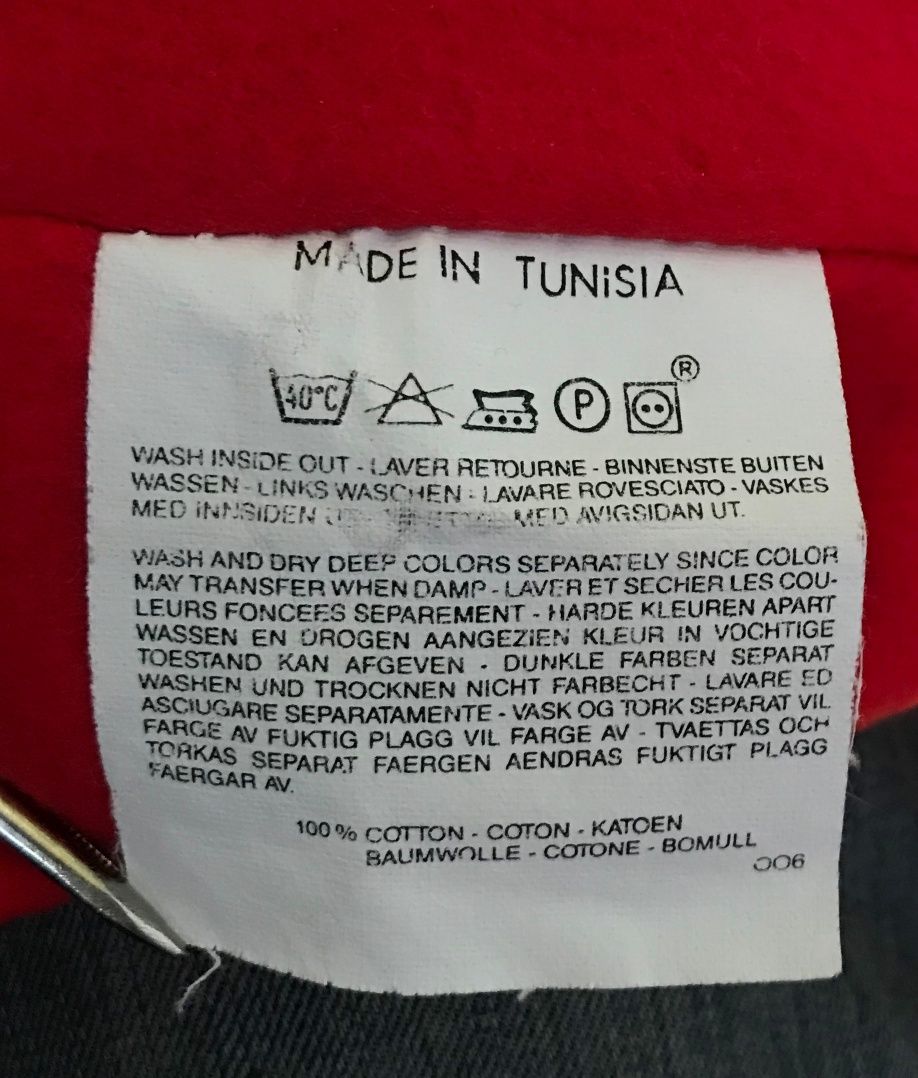 MADE IN TUNiSIA
40°C P ®
WASH INSIDE OUT - LAVER RETOURNE - BINNENSTE BUITEN
WASSEN - LINKS WASCHEN - LAVARE ROVESCIATO - VASKES
MED INNSIDEN MED AVIGSIDAN UT.
WASH AND DRY DEEP COLORS SEPARATELY SINCE COLOR
MAY TRANSFER WHEN DAMP - LAVER ET SECHER LES COU-
LEURS FONCEES SEPAREMENT - HARDE KLEUREN APART
WASSEN EN DROGEN AANGEZIEN KLEUR IN VOCHTIGE
TOESTAND KAN AFGEVEN - DUNKLE FARBEN SEPARAT
WASHEN UND TROCKNEN NICHT FARBECHT - LAVARE ED
ASCIUGARE SEPARATAMENTE - VASK OG TORK SEPARAT VIL
FARGE AV FUKTIG PLAGG VIL FARGE AV - TVAETTAS OCH
TORKAS SEPARAT FAERGEN AENDRAS FUKTIGT PLAGG
FAERGAR AV.
100% COTTON - COTON - KATOEN
BAUMWOLLE - COTONE - BOMULL
006